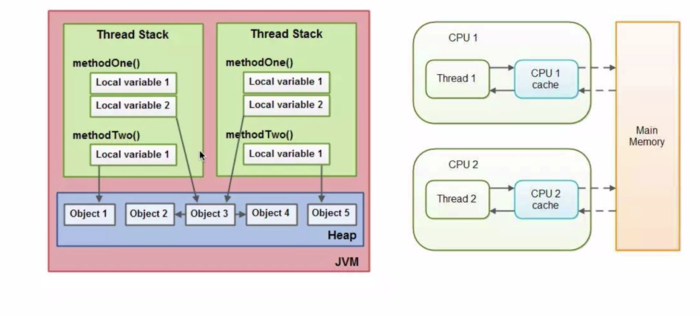 Thread Stack
methodOne()
Local variable 1
Local variable 2
methodTwo()
Local variable 1
Thread Stack
methodOne()
Local variable 1
Local variable 2
methodTwo()
Local variable 1
Object 1
Object 2
Object 3
Object 4
Object 5
Heap
JVM
CPU 1
Thread 1
CPU 1
cache
CPU 2
Thread 2
CPU 2
cache
Main
Memory